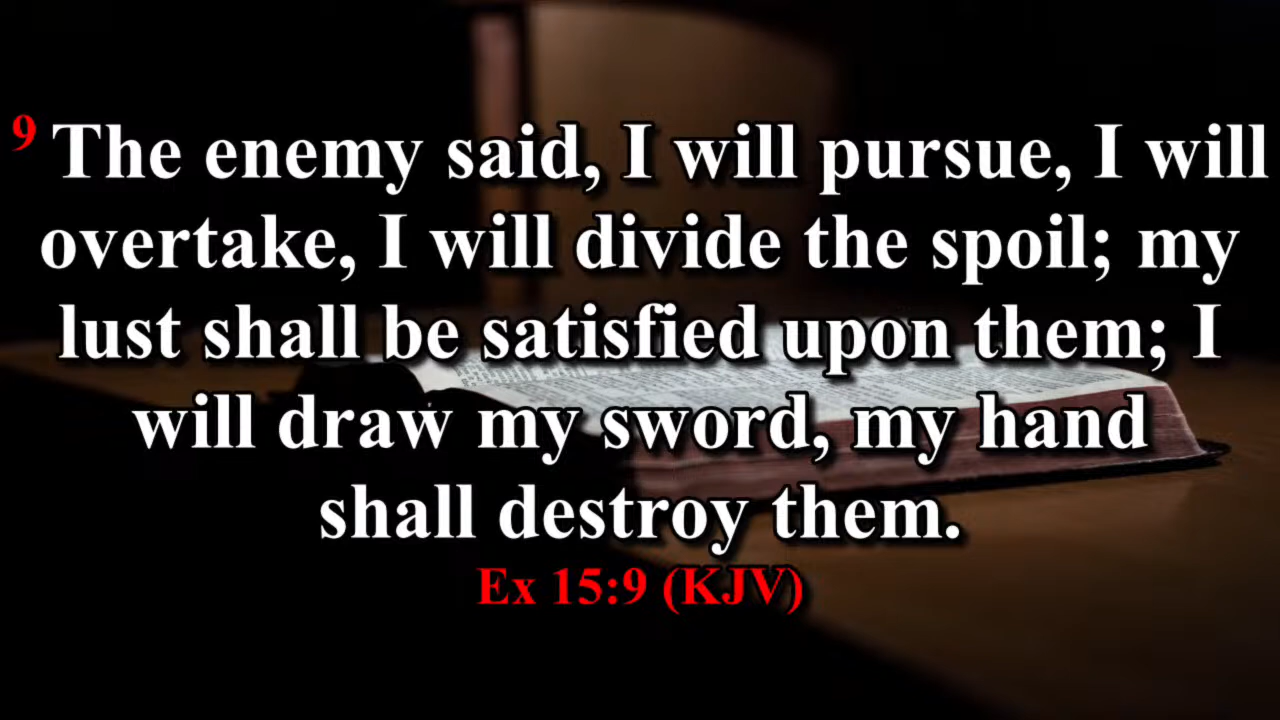 9 The enemy said, I will pursue, I will
overtake, I will divide the spoil; my
lust shall be satisfied upon them; I
will draw my sword, my hand
shall destroy them.
Ex 15:9 (KJV)